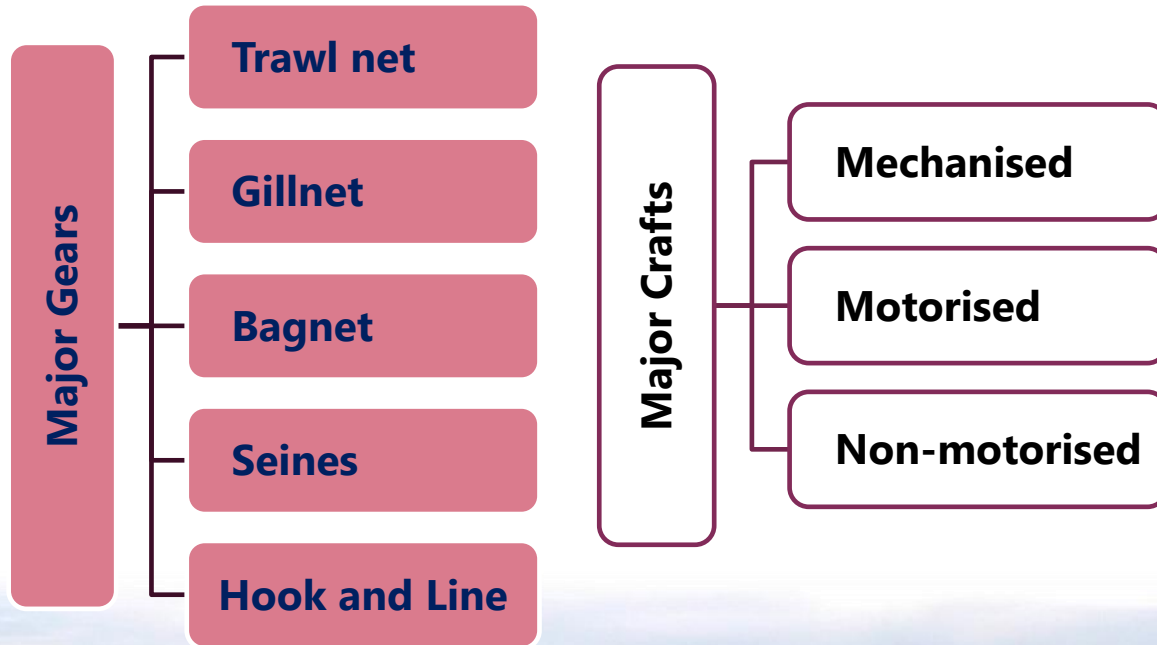 Major Gears
Trawl net
Gillnet
Bagnet
Seines
Hook and Line
Major Crafts
Mechanised
Motorised
Non-motorised